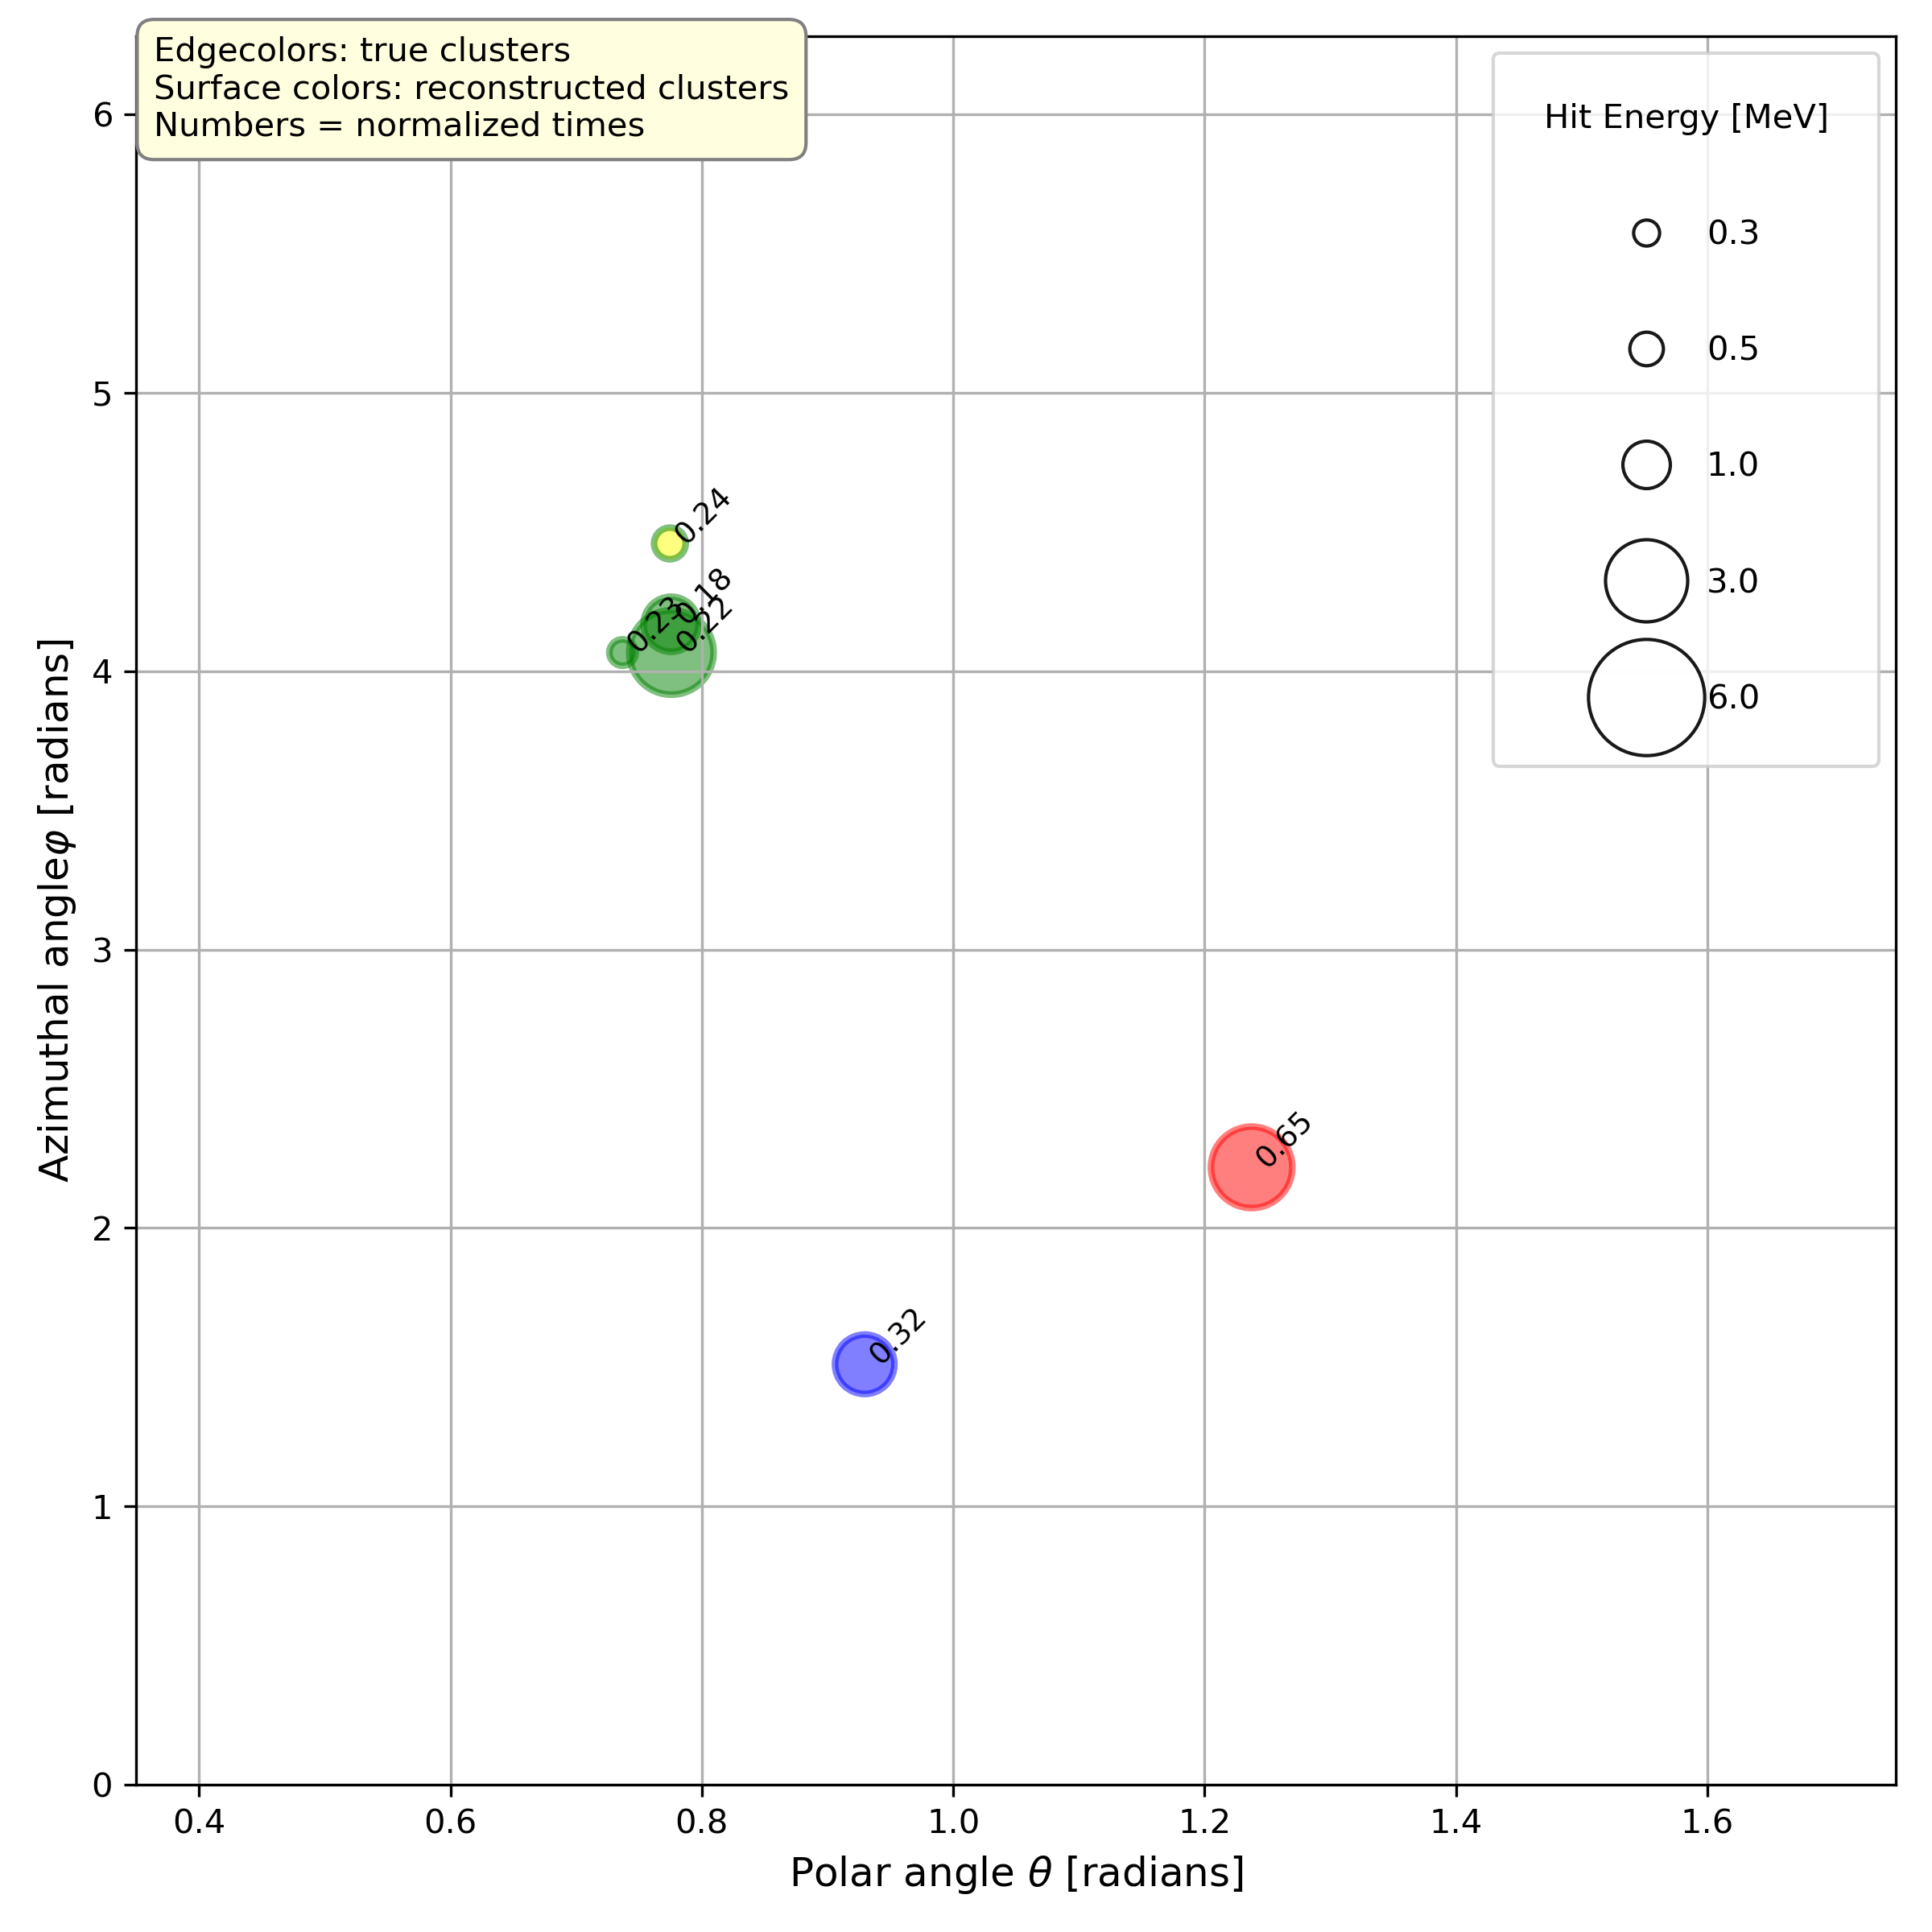 Edgecolors: true clusters
Surface colors: reconstructed clusters
Numbers = normalized times
Hit Energy [MeV]
0.3
0.5
1.0
3.0
6.0
6
5
4
3
2
1
0
Azimuthal angleφ [radians]
0.24
0.18
0.23
0.22
0.65
0.32
0.4 0.6 0.8 1.0 1.2 1.4 1.6
Polar angle θ [radians]